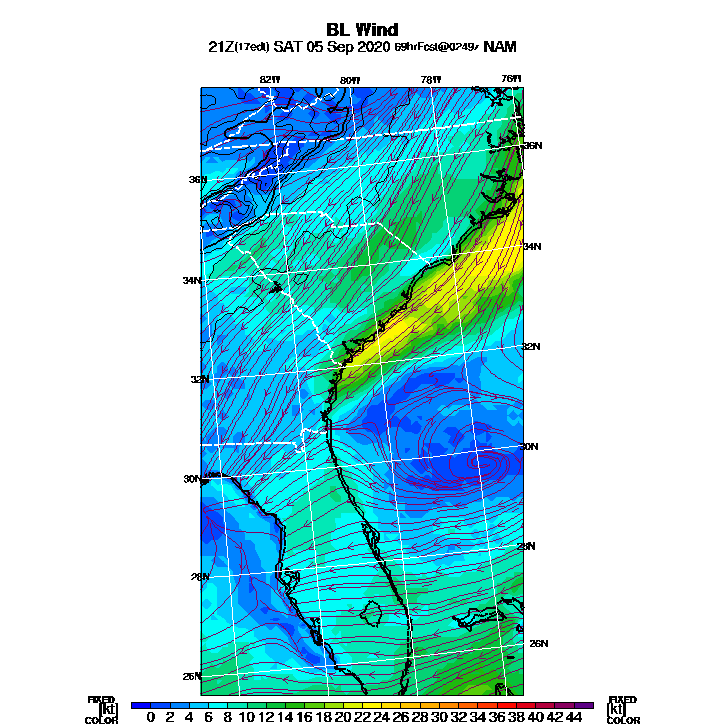 BL Wind
21Z(17edt) SAT 05 Sep 2020 69hrFcst@0249z NAM
82W 80W 78W 76W
36N
36N
34N
34N
32N
32N
30N
30N
28N
28N
26N
26N
FIXED FIXED
[kt] 0 2 4 6 8 10 12 14 16 18 20 22 24 26 28 30 32 34 36 38 40 42 44 [kt]
COLOR COLOR